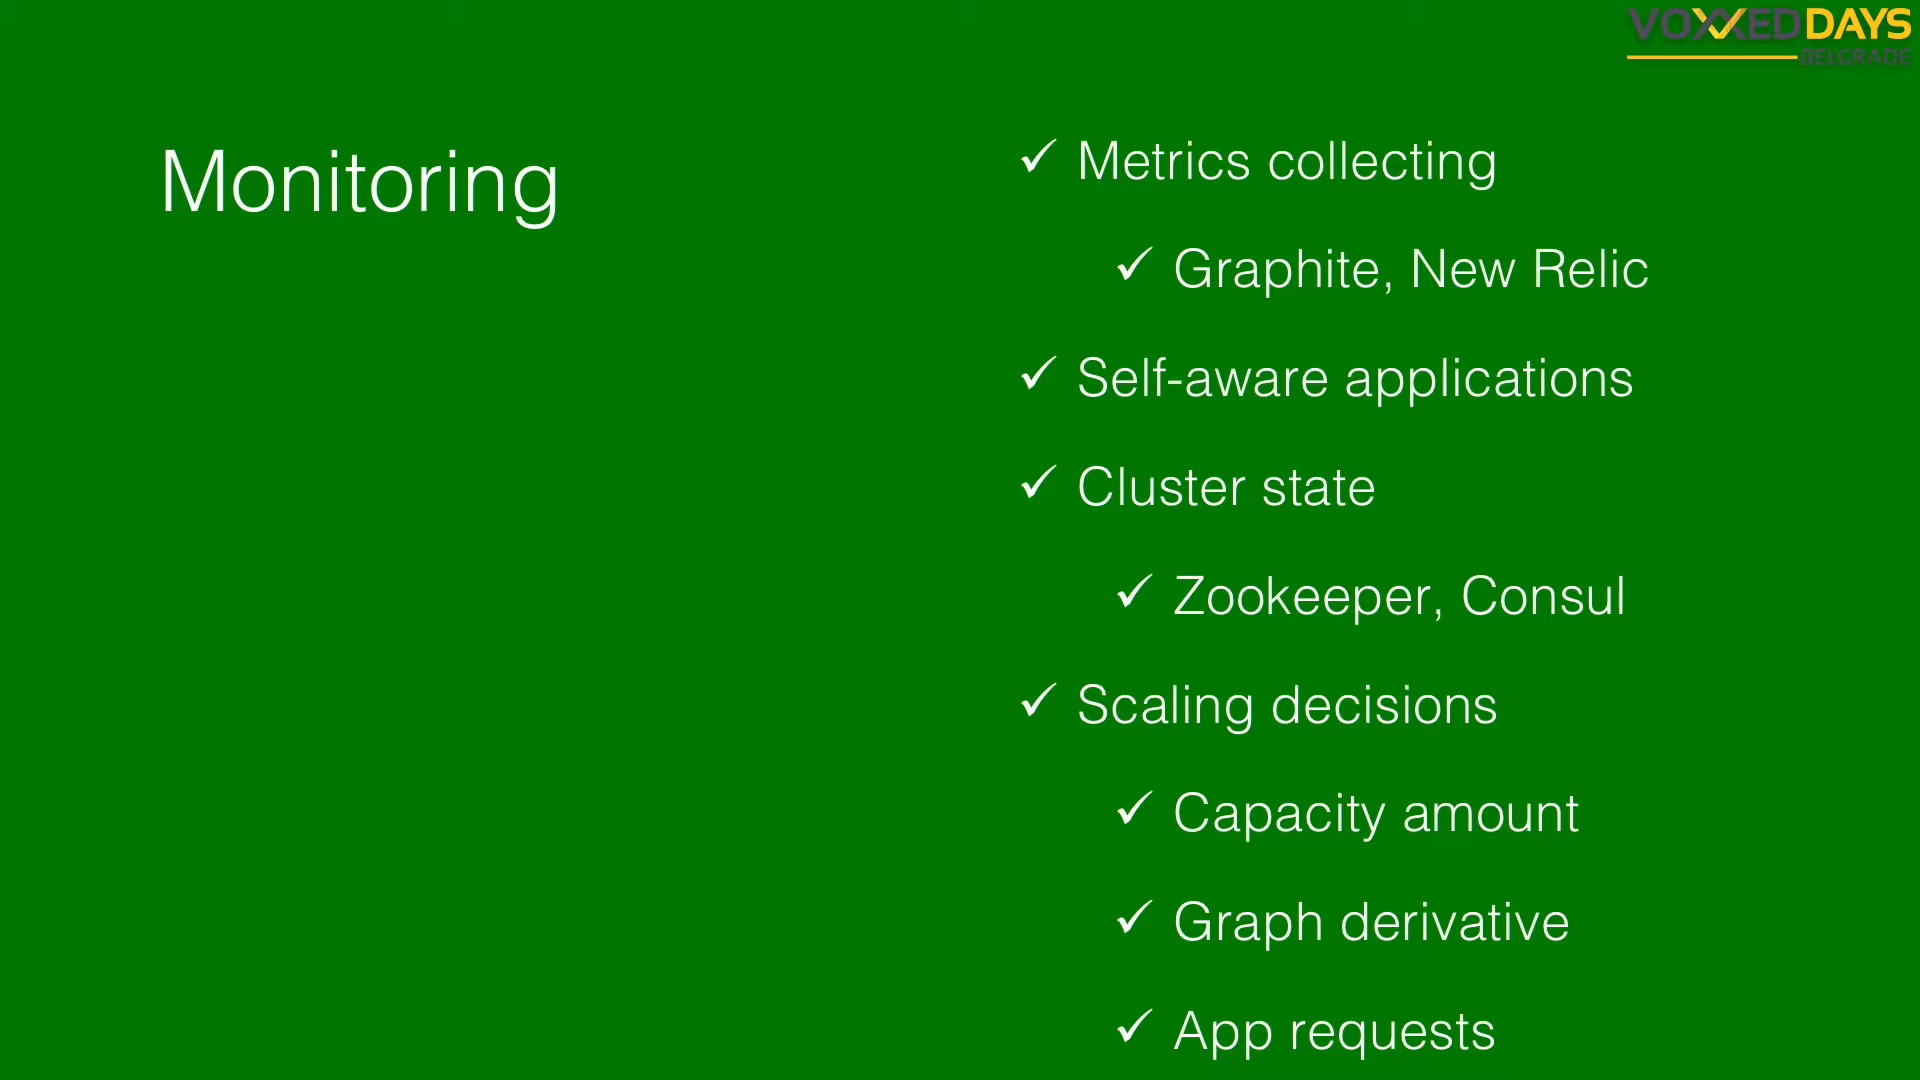 VOXXED DAYS
BELGRADE
Monitoring
✓ Metrics collecting
✓ Graphite, New Relic
✓ Self-aware applications
✓ Cluster state
✓ Zookeeper, Consul
✓ Scaling decisions
✓ Capacity amount
✓ Graph derivative
✓ App requests